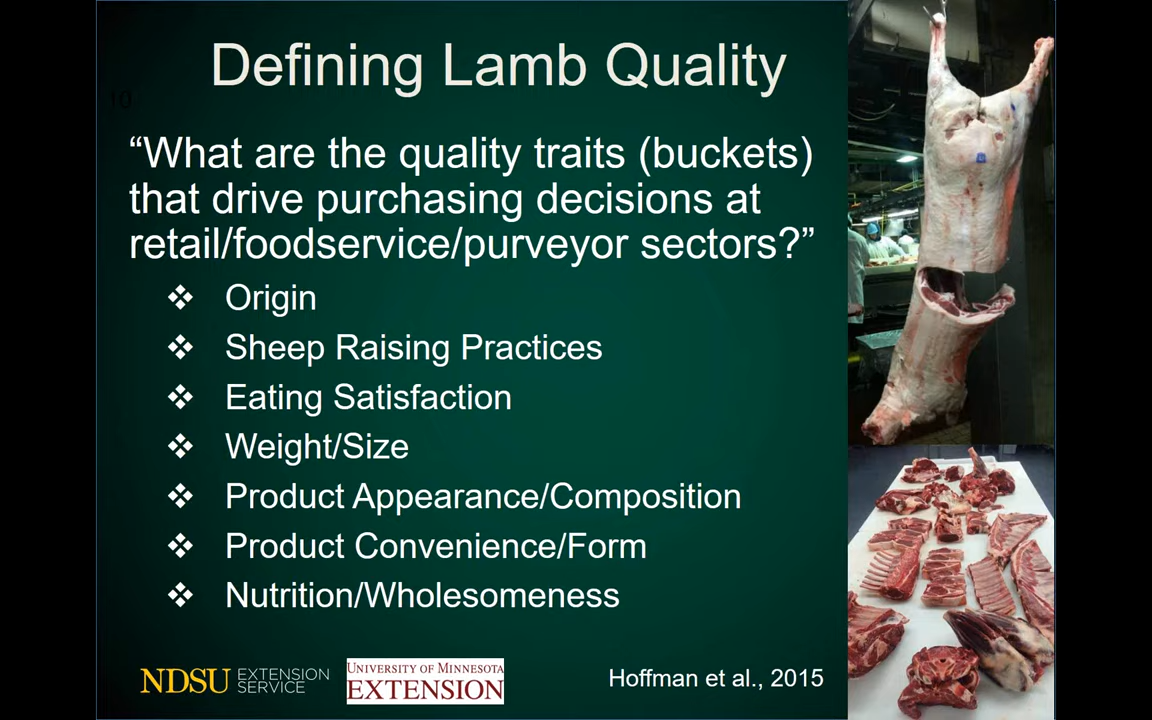 Defining Lamb Quality
10
“What are the quality traits (buckets)
that drive purchasing decisions at
retail/foodservice/purveyor sectors?”
❖ Origin
❖ Sheep Raising Practices
❖ Eating Satisfaction
❖ Weight/Size
❖ Product Appearance/Composition
❖ Product Convenience/Form
❖ Nutrition/Wholesomeness
NDSU EXTENSION
SERVICE
UNIVERSITY OF MINNESOTA
EXTENSION
Hoffman et al., 2015